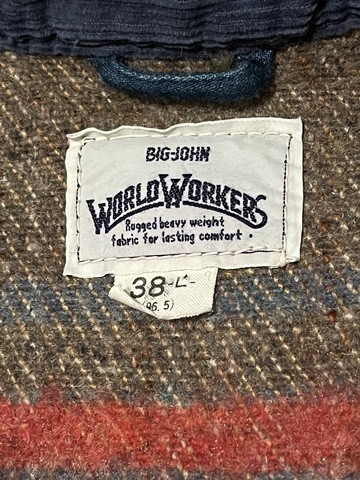 BIG-JOHN
WORLD WORKERS
Rugged heavy weight
fabric for lasting comfort
38-L-
(96.5)